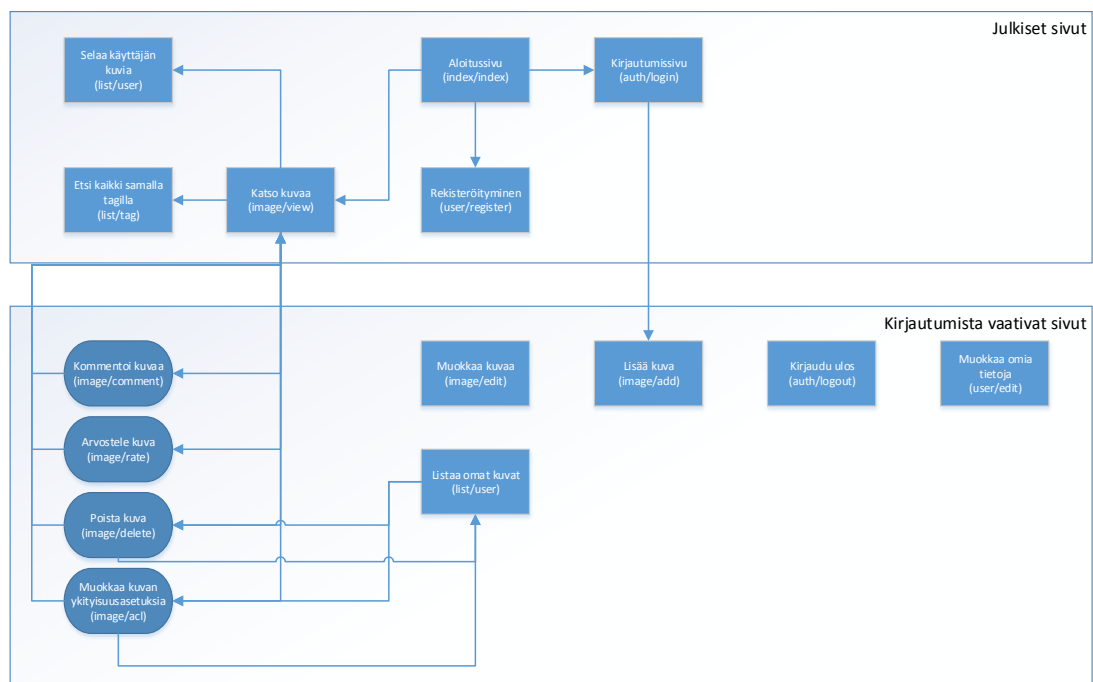 Julkiset sivut
Selaa käyttäjän
kuvia
(list/user)
Aloitussivu
(index/index)
Kirjautumissivu
(auth/login)
Etsi kaikki samalla
tagilla
(list/tag)
Katso kuvaa
(image/view)
Rekisteröityminen
(user/register)
Kirjautumista vaativat sivut
Kommentoi kuvaa
(image/comment)
Muokkaa kuvaa
(image/edit)
Lisää kuva
(image/add)
Kirjaudu ulos
(auth/logout)
Muokkaa omia
tietoja
(user/edit)
Arvostele kuva
(image/rate)
Listaa omat kuvat
(list/user)
Poista kuva
(image/delete)
Muokkaa kuvan
ykityisuusasetuksia
(image/acl)